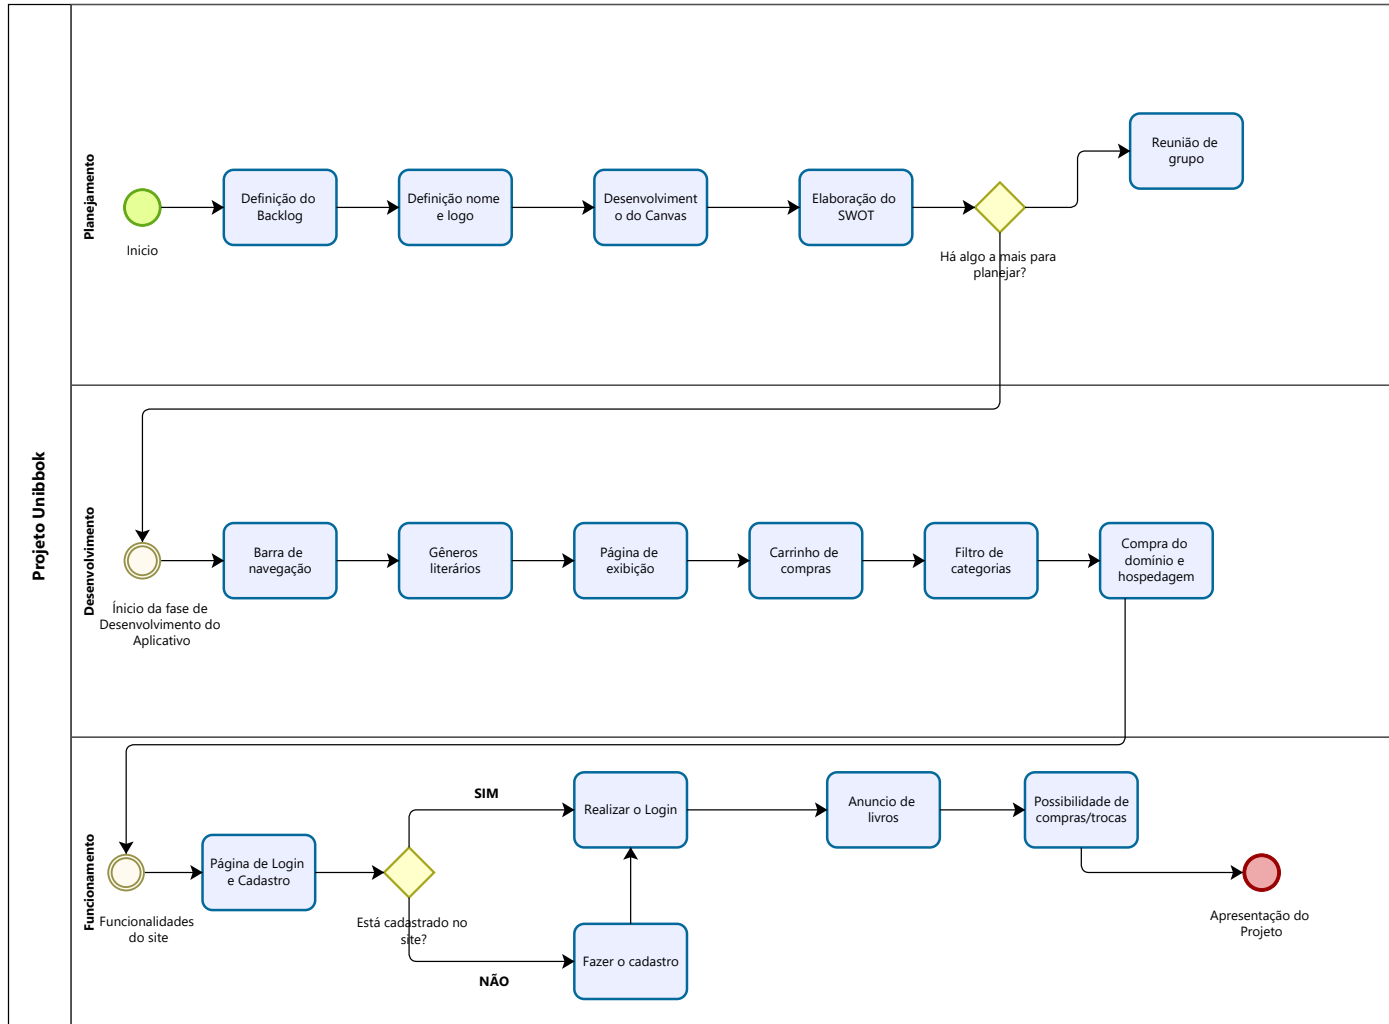 Projeto Unibbok
Planejamento
Inicio
Definição do
Backlog
Definição nome
e logo
Desenvolviment
o do Canvas
Elaboração do
SWOT
Há algo a mais para
planejar?
Reunião de
grupo
Desenvolvimento
Ínicio da fase de
Desenvolvimento do
Aplicativo
Barra de
navegação
Gêneros
literários
Página de
exibição
Carrinho de
compras
Filtro de
categorias
Compra do
domínio e
hospedagem
Funcionamento
Funcionalidades
do site
Página de Login
e Cadastro
Está cadastrado no
site?
SIM
NÃO
Realizar o Login
Fazer o cadastro
Anuncio de
livros
Possibilidade de
compras/trocas
Apresentação do
Projeto